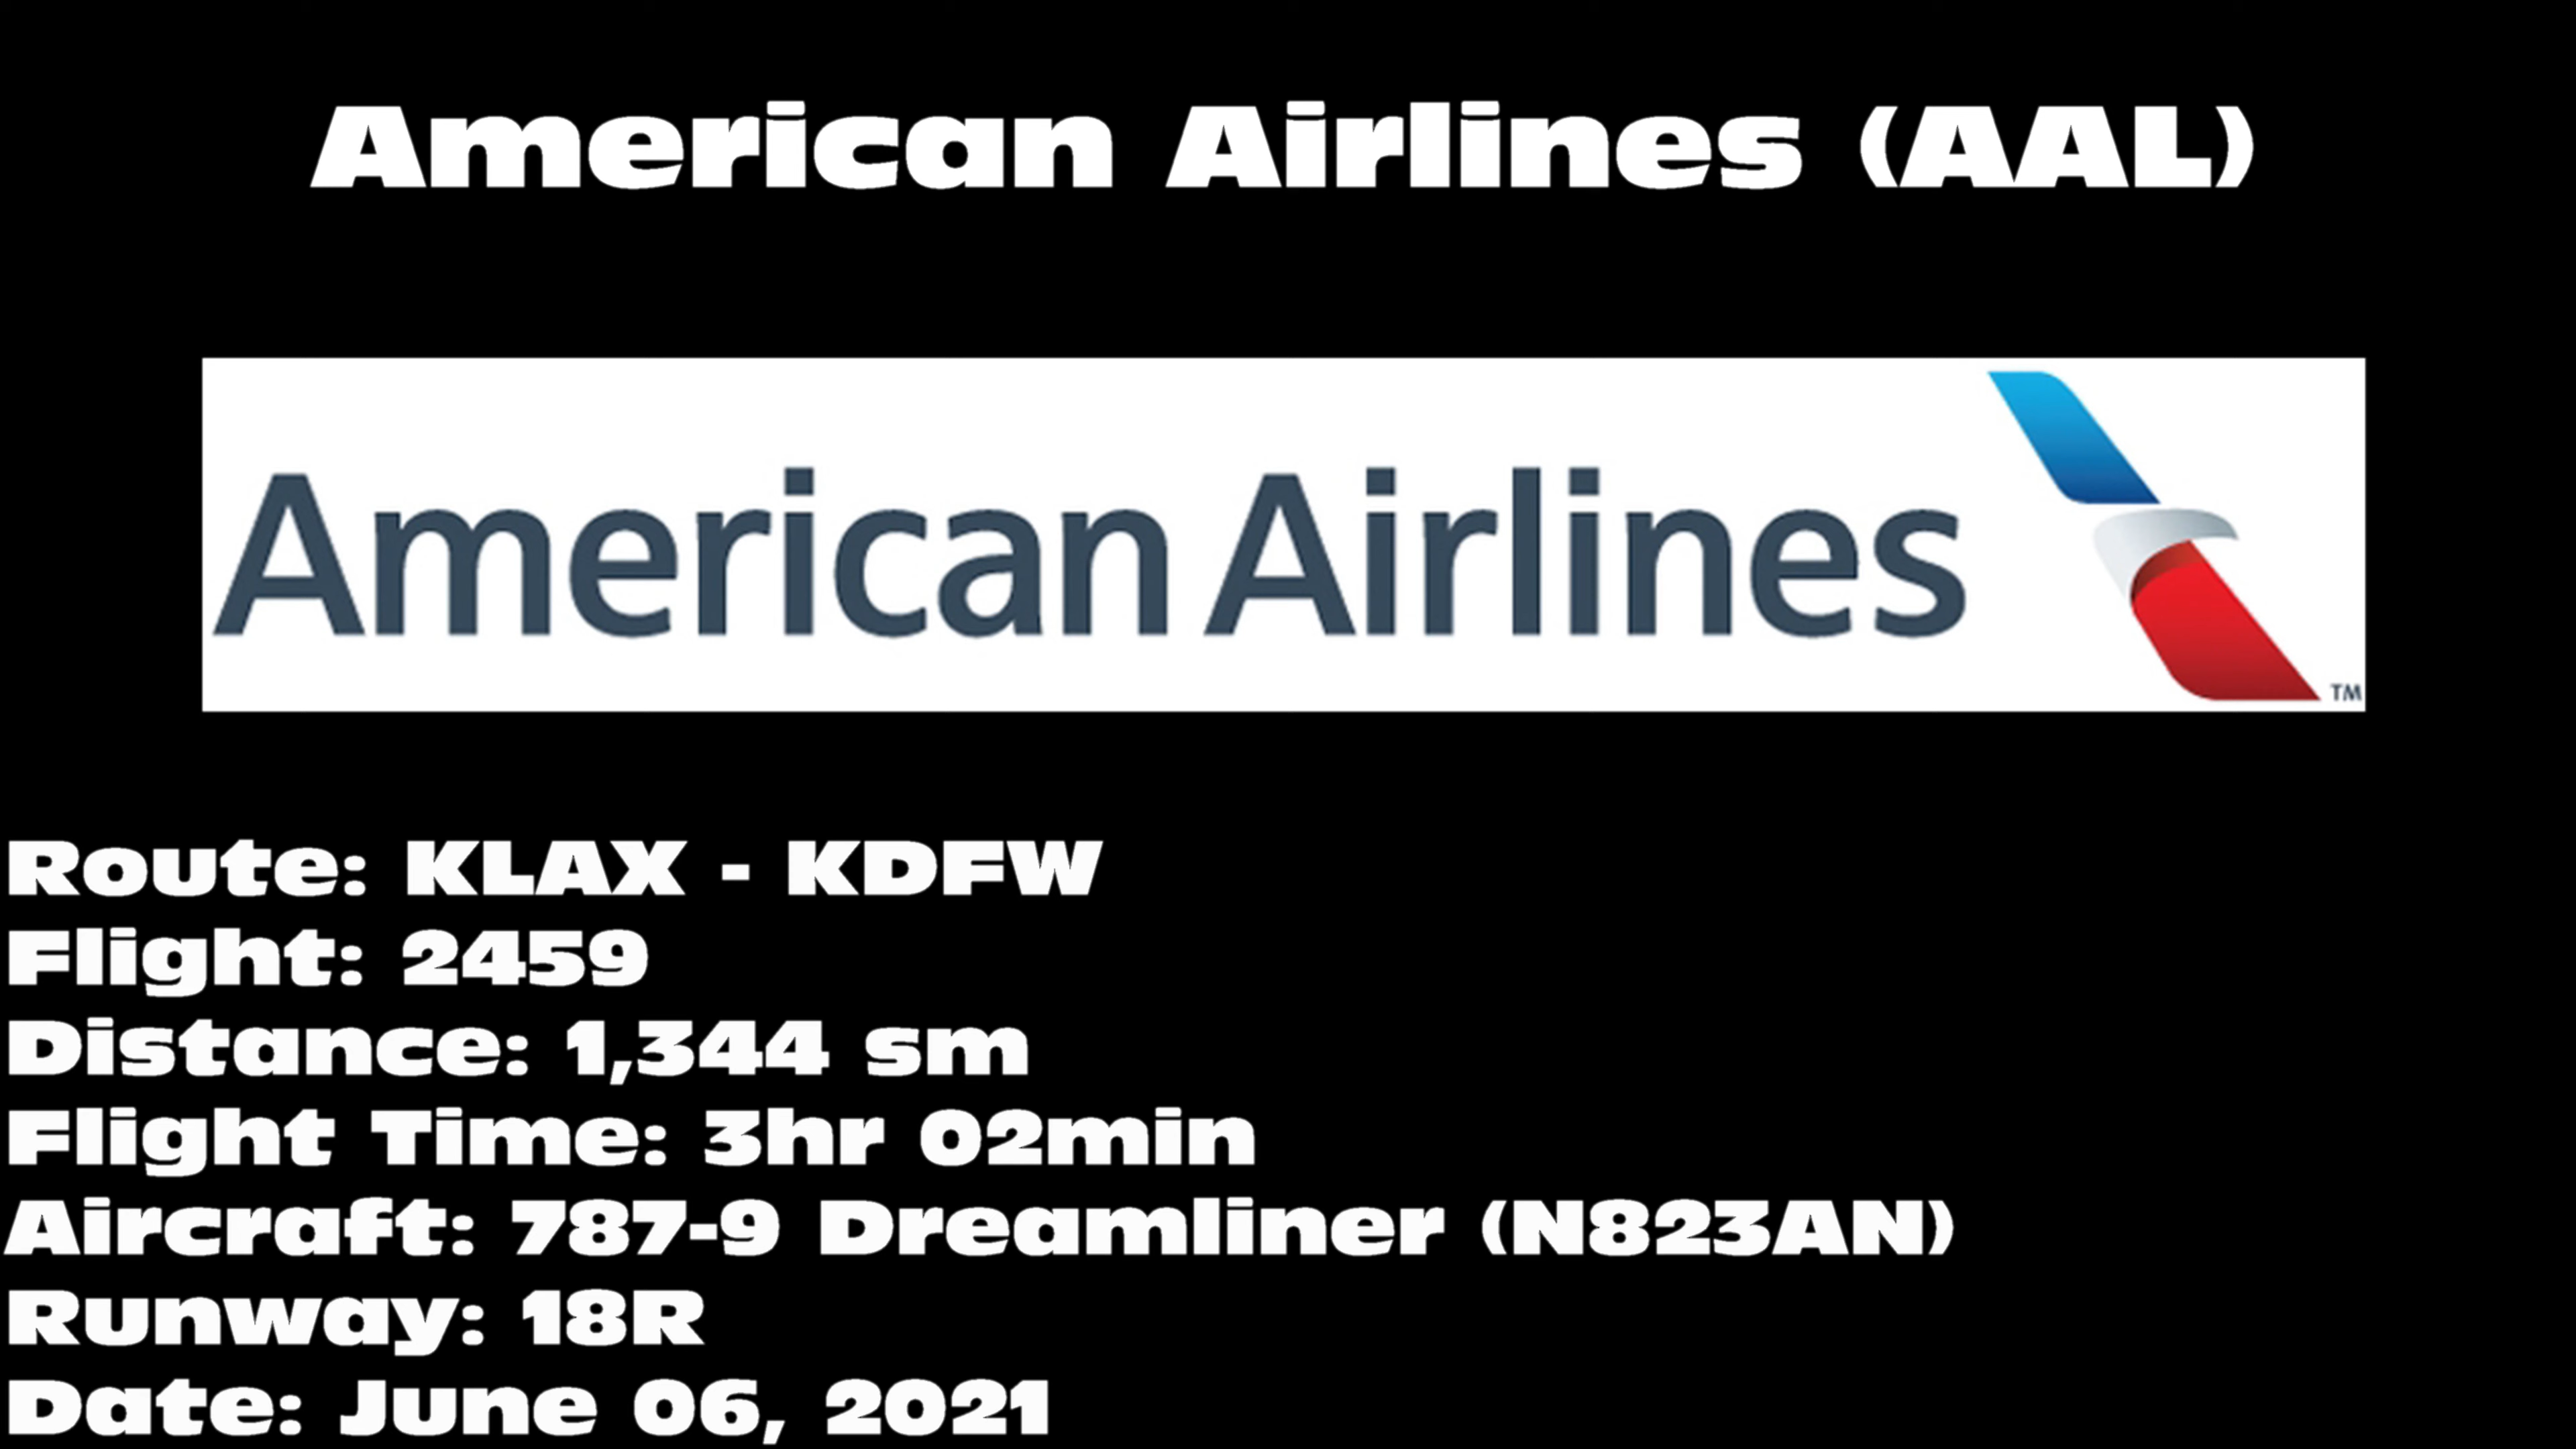 American Airlines (AAL)
American Airlines
TM
Route: KLAX - KDFW
Flight: 2459
Distance: 1,344 sm
Flight Time: 3hr 02min
Aircraft: 787-9 Dreamliner (N823AN)
Runway: 18R
Date: June 06, 2021